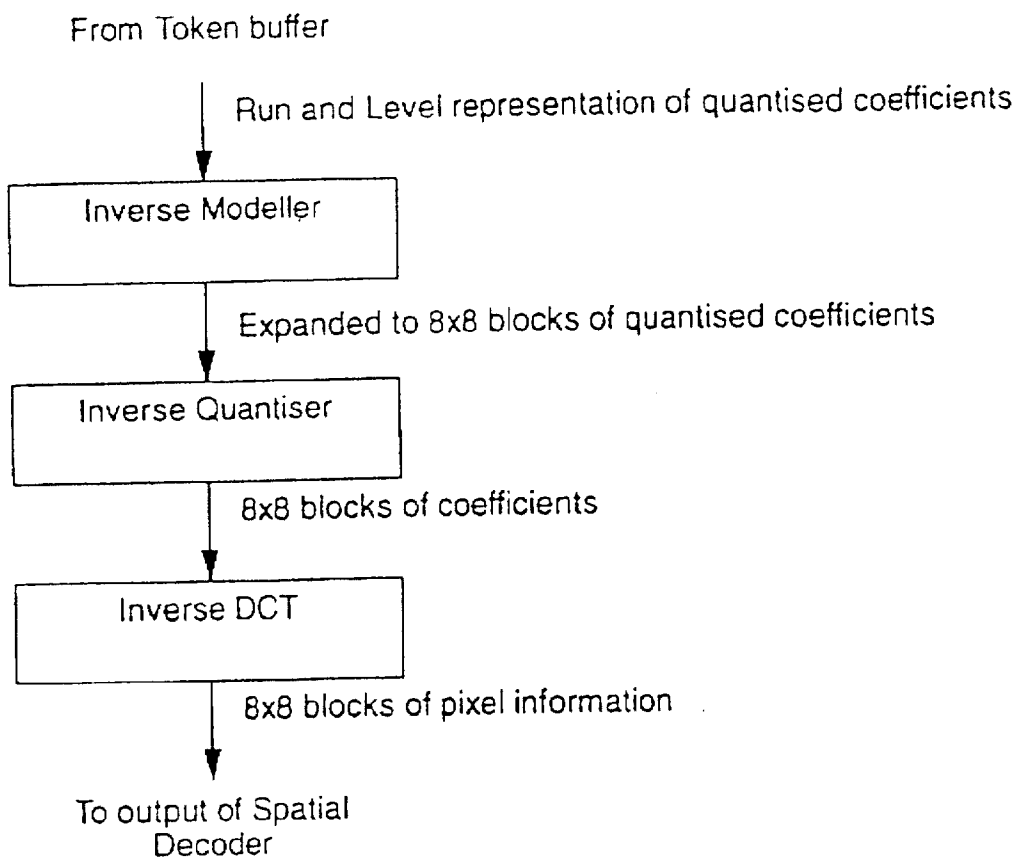 From Token buffer
Run and Level representation of quantised coefficients
Inverse Modeller
Expanded to 8x8 blocks of quantised coefficients
Inverse Quantiser
8x8 blocks of coefficients
Inverse DCT
8x8 blocks of pixel information
To output of Spatial
Decoder